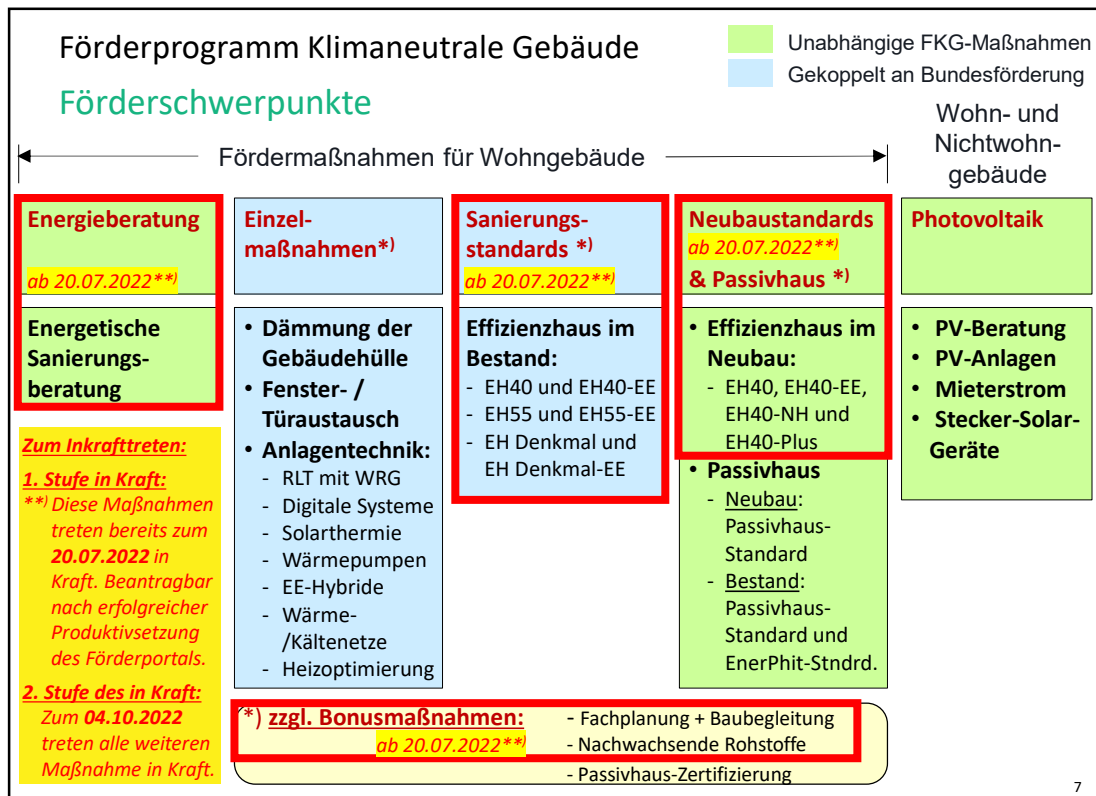 Förderprogramm Klimaneutrale Gebäude
Förderschwerpunkte
Unabhängige FKG-Maßnahmen
Gekoppelt an Bundesförderung
Fördermaßnahmen für Wohngebäude
Wohn- und
Nichtwohn-
gebäude
Energieberatung
ab 20.07.2022**)
Energetische
Sanierungs-
beratung
Einzel-
maßnahmen*)
• Dämmung der
Gebäudehülle
• Fenster- /
Türaustausch
• Anlagentechnik:
- RLT mit WRG
- Digitale Systeme
- Solarthermie
- Wärmepumpen
- EE-Hybride
- Wärme-
/Kältenetze
- Heizoptimierung
Sanierungs-
standards *)
ab 20.07.2022**)
Effizienzhaus im
Bestand:
- EH40 und EH40-EE
- EH55 und EH55-EE
- EH Denkmal und
EH Denkmal-EE
Neubaustandards
ab 20.07.2022**)
& Passivhaus *)
• Effizienzhaus im
Neubau:
- EH40, EH40-EE,
EH40-NH und
EH40-Plus
• Passivhaus
- Neubau:
Passivhaus-
Standard
- Bestand:
Passivhaus-
Standard und
EnerPhit-Stndrd.
Photovoltaik
• PV-Beratung
• PV-Anlagen
• Mieterstrom
• Stecker-Solar-
Geräte
Zum Inkrafttreten:
1. Stufe in Kraft:
**) Diese Maßnahmen
treten bereits zum
20.07.2022 in
Kraft. Beantragbar
nach erfolgreicher
Produktivsetzung
des Förderportals.
2. Stufe des in Kraft:
Zum 04.10.2022
treten alle weiteren
Maßnahme in Kraft.
*) zzgl. Bonusmaßnahmen:
ab 20.07.2022**)
- Fachplanung + Baubegleitung
- Nachwachsende Rohstoffe
- Passivhaus-Zertifizierung
7